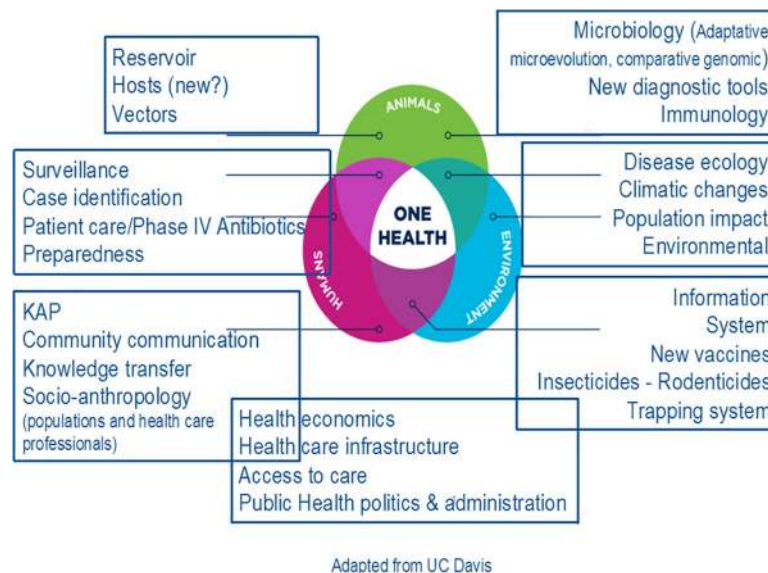 Reservoir
Hosts (new?)
Vectors
Microbiology (Adaptative
microevolution, comparative genomic)
New diagnostic tools
Immunology
ANIMALS
Surveillance
Case identification
Patient care/Phase IV Antibiotics
Preparedness
ONE
HEALTH
HUMANS
ENVIRONMENT
Disease ecology
Climatic changes
Population impact
Environmental
KAP
Community communication
Knowledge transfer
Socio-anthropology
(populations and health care
professionals)
Information
System
New vaccines
Insecticides - Rodenticides
Trapping system
Health economics
Health care infrastructure
Access to care
Public Health politics & administration
Adapted from UC Davis